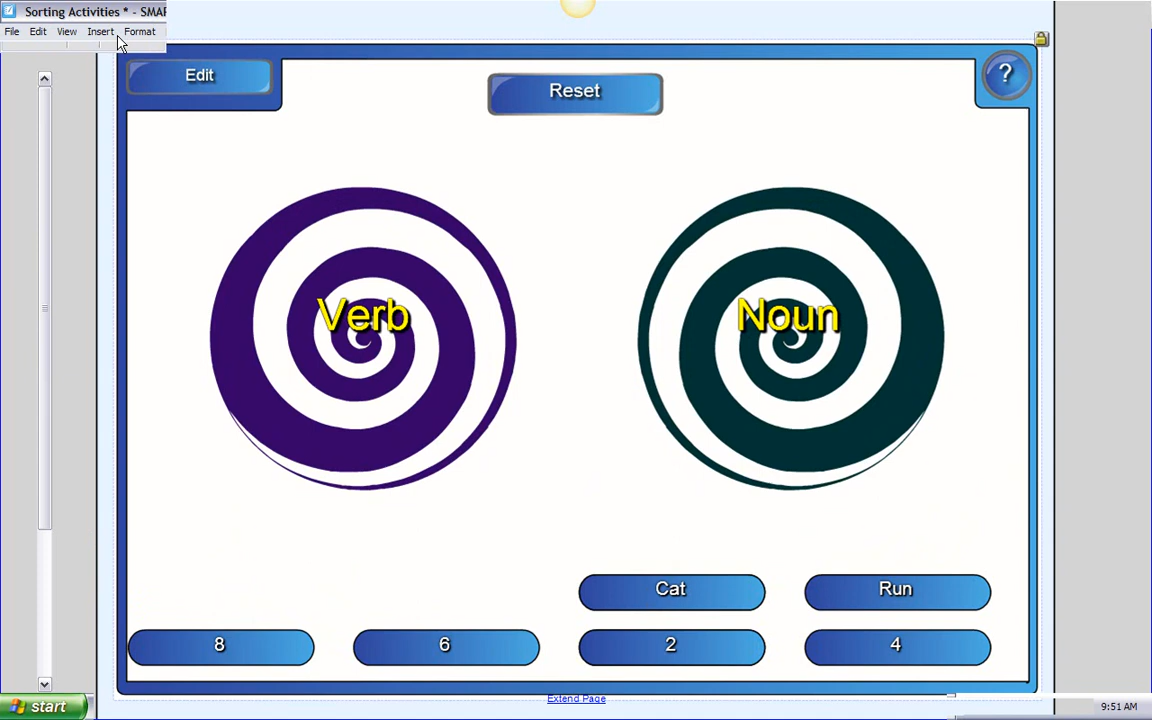 Sorting Activities * - SMAR
File Edit View Insert Format
Edit
Reset
?
Verb
Noun
Cat
Run
8
6
2
4
Extend Page
start
9:51 AM